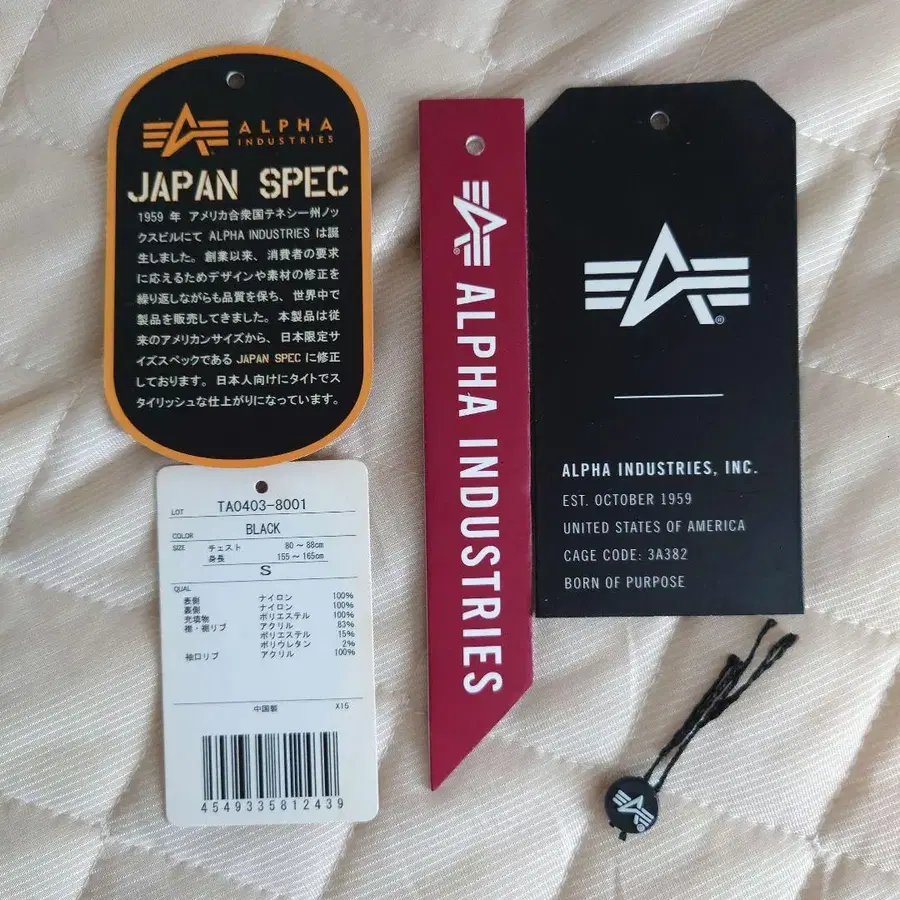 ALPHA
INDUSTRIES
JAPAN SPEC
1959 年 アメリカ合衆国テネシー州ノッ
クスビルにて ALPHA INDUSTRIES は誕
生しました。創業以来、消費者の要求
に応えるためデザインや素材の修正を
繰り返しながらも品質を保ち、世界中で
製品を販売してきました。本製品は従
来のアメリカンサイズから、日本限定サ
イズスペックである JAPAN SPEC に修正
しております。日本人向けにタイトでス
タイリッシュな仕上がりになっています。
LOT TA0403-8001
COLOR BLACK
SIZE チェスト 80～88cm
身長 155～165cm
S
QUAL
表側 ナイロン 100%
裏側 ナイロン 100%
充填物 ポリエステル 100%
衿・裾リブ アクリル 83%
ポリエステル 15%
ポリウレタン 2%
袖口リブ アクリル 100%
中国製 X15
4549335812439
® ALPHA INDUSTRIES
®
ALPHA INDUSTRIES, INC.
EST. OCTOBER 1959
UNITED STATES OF AMERICA
CAGE CODE: 3A382
BORN OF PURPOSE